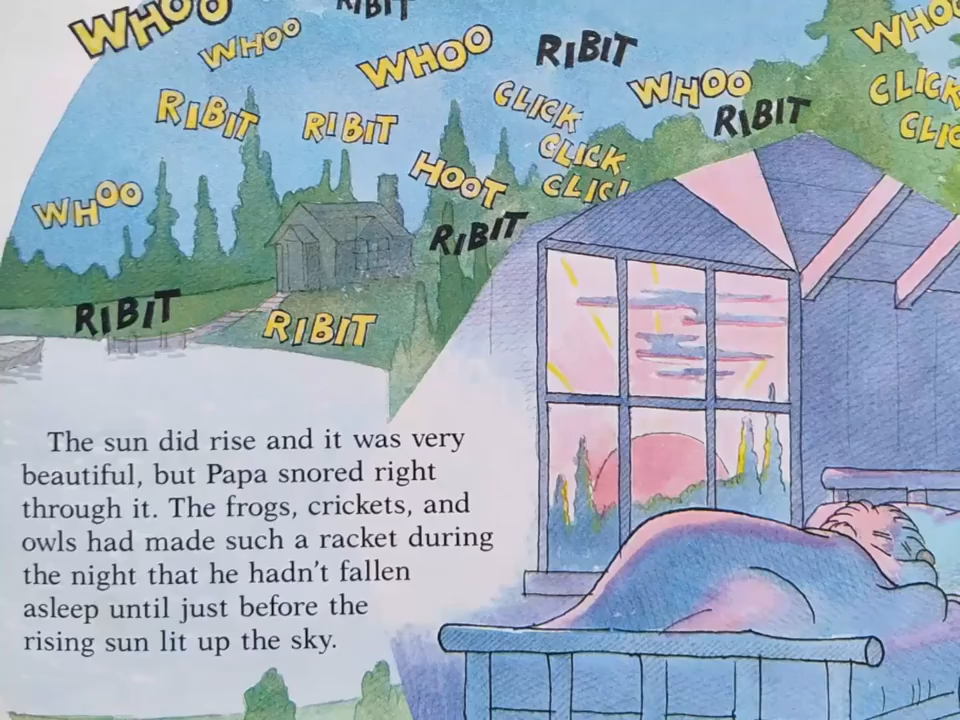 WHOO
RIBIT
WHOO
WHOO
RIBIT
WHOO
RIBIT
RIBIT
CLICK
WHOO
RIBIT
CLICK
HOOT
CLICK
WHOO
RIBIT
RIBIT
RIBIT
The sun did rise and it was very
beautiful, but Papa snored right
through it. The frogs, crickets, and
owls had made such a racket during
the night that he hadn't fallen
asleep until just before the
rising sun lit up the sky.